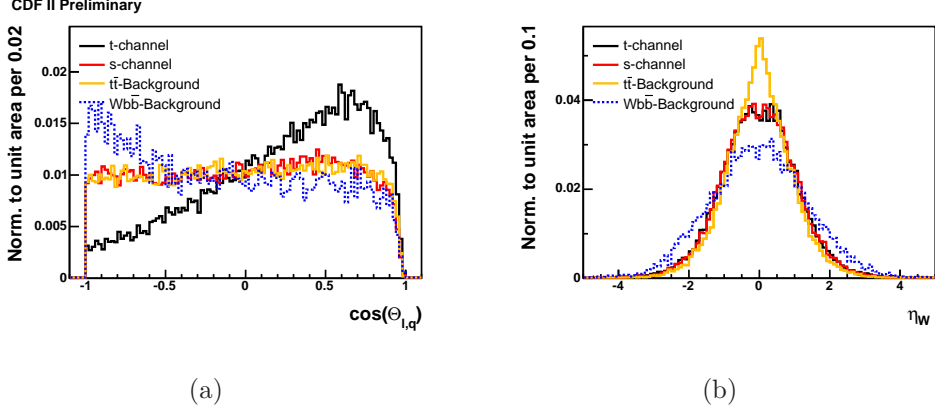 CDF II Preliminary
Norm. to unit area per 0.02
t-channel
s-channel
tt̄-Background
Wbb̄-Background
0.02
0.015
0.01
0.005
0
-1 -0.5 0 0.5 1
cos(Θl,q)
(a)
Norm. to unit area per 0.1
t-channel
s-channel
tt̄-Background
Wbb̄-Background
0.04
0.02
0
-4 -2 0 2 4
ηW
(b)